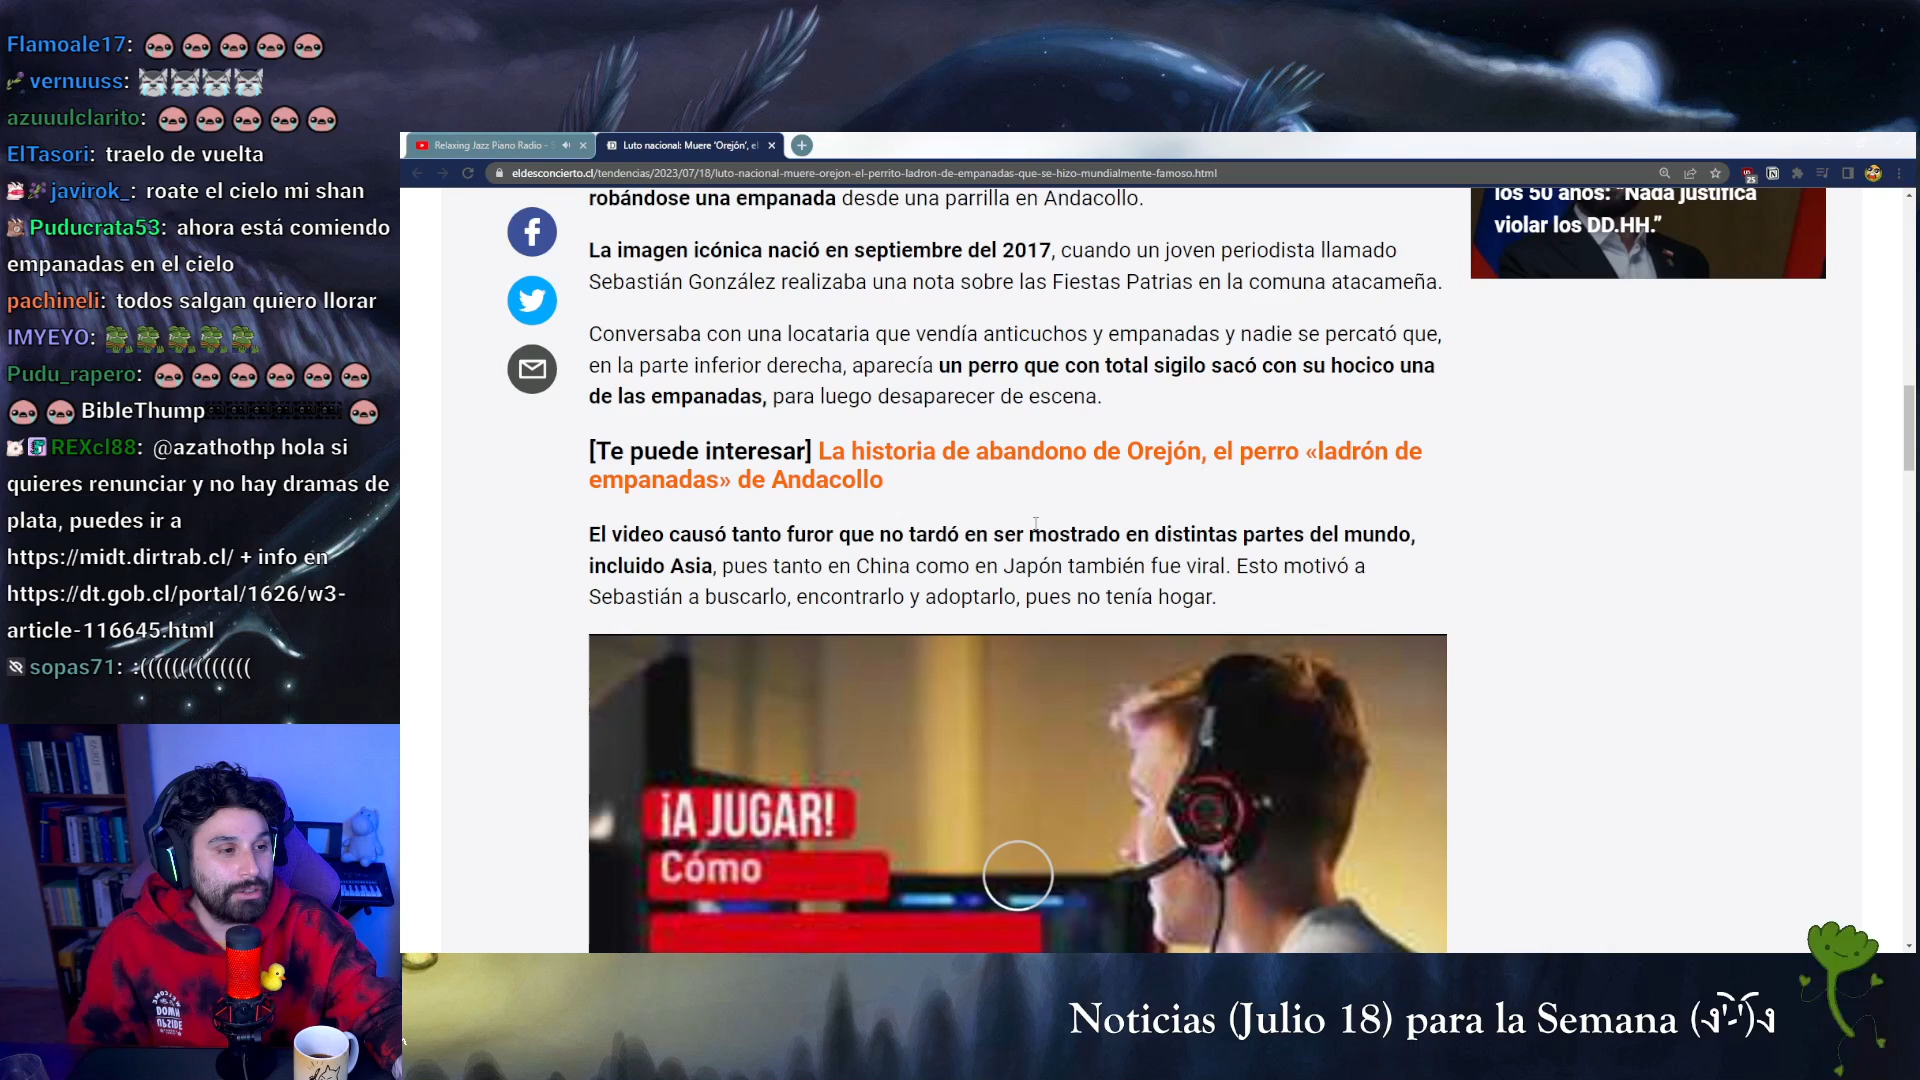 Flamoale17:
vernuuss:
azuuulclarito:
ElTasori: traelo de vuelta
javirok_: roate el cielo mi shan
Puducrata53: ahora está comiendo
empanadas en el cielo
pachineli: todos salgan quiero llorar
IMYEYO:
Pudu_rapero:
BibleThump
REXcl88: @azathothp hola si
quieres renunciar y no hay dramas de
plata, puedes ir a
https://midt.dirtrab.cl/ + info en
https://dt.gob.cl/portal/1626/w3-
article-116645.html
sopas71: :((((((((((((((
Relaxing Jazz Piano Radio - S
Luto nacional: Muere 'Orejón', el
eldesconcierto.cl/tendencias/2023/07/18/luto-nacional-muere-orejon-el-perrito-ladron-de-empanadas-que-se-hizo-mundialmente-famoso.html
25
robándose una empanada desde una parrilla en Andacollo.
La imagen icónica nació en septiembre del 2017, cuando un joven periodista llamado
Sebastián González realizaba una nota sobre las Fiestas Patrias en la comuna atacameña.
Conversaba con una locataria que vendía anticuchos y empanadas y nadie se percató que,
en la parte inferior derecha, aparecía un perro que con total sigilo sacó con su hocico una
de las empanadas, para luego desaparecer de escena.
[Te puede interesar] La historia de abandono de Orejón, el perro «ladrón de
empanadas» de Andacollo
El video causó tanto furor que no tardó en ser mostrado en distintas partes del mundo,
incluido Asia, pues tanto en China como en Japón también fue viral. Esto motivó a
Sebastián a buscarlo, encontrarlo y adoptarlo, pues no tenía hogar.
¡A JUGAR!
Cómo
los 50 años: “Nada justifica
violar los DD.HH.”
Noticias (Julio 18) para la Semana